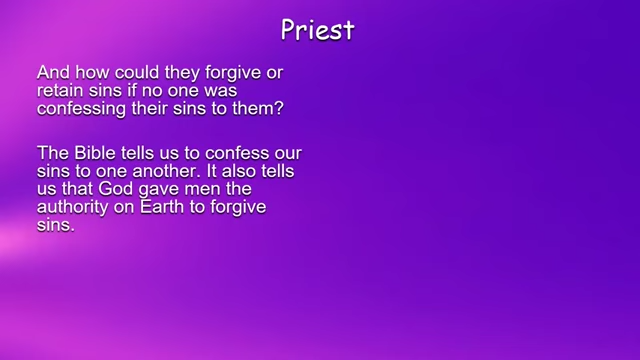 Priest
And how could they forgive or
retain sins if no one was
confessing their sins to them?
The Bible tells us to confess our
sins to one another. It also tells
us that God gave men the
authority on Earth to forgive
sins.